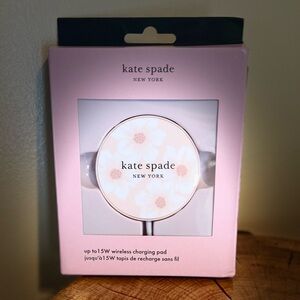 kate spade
NEW YORK
kate spade
NEW YORK
up to 15W wireless charging pad
jusqu'à 15W tapis de recharge sans fil